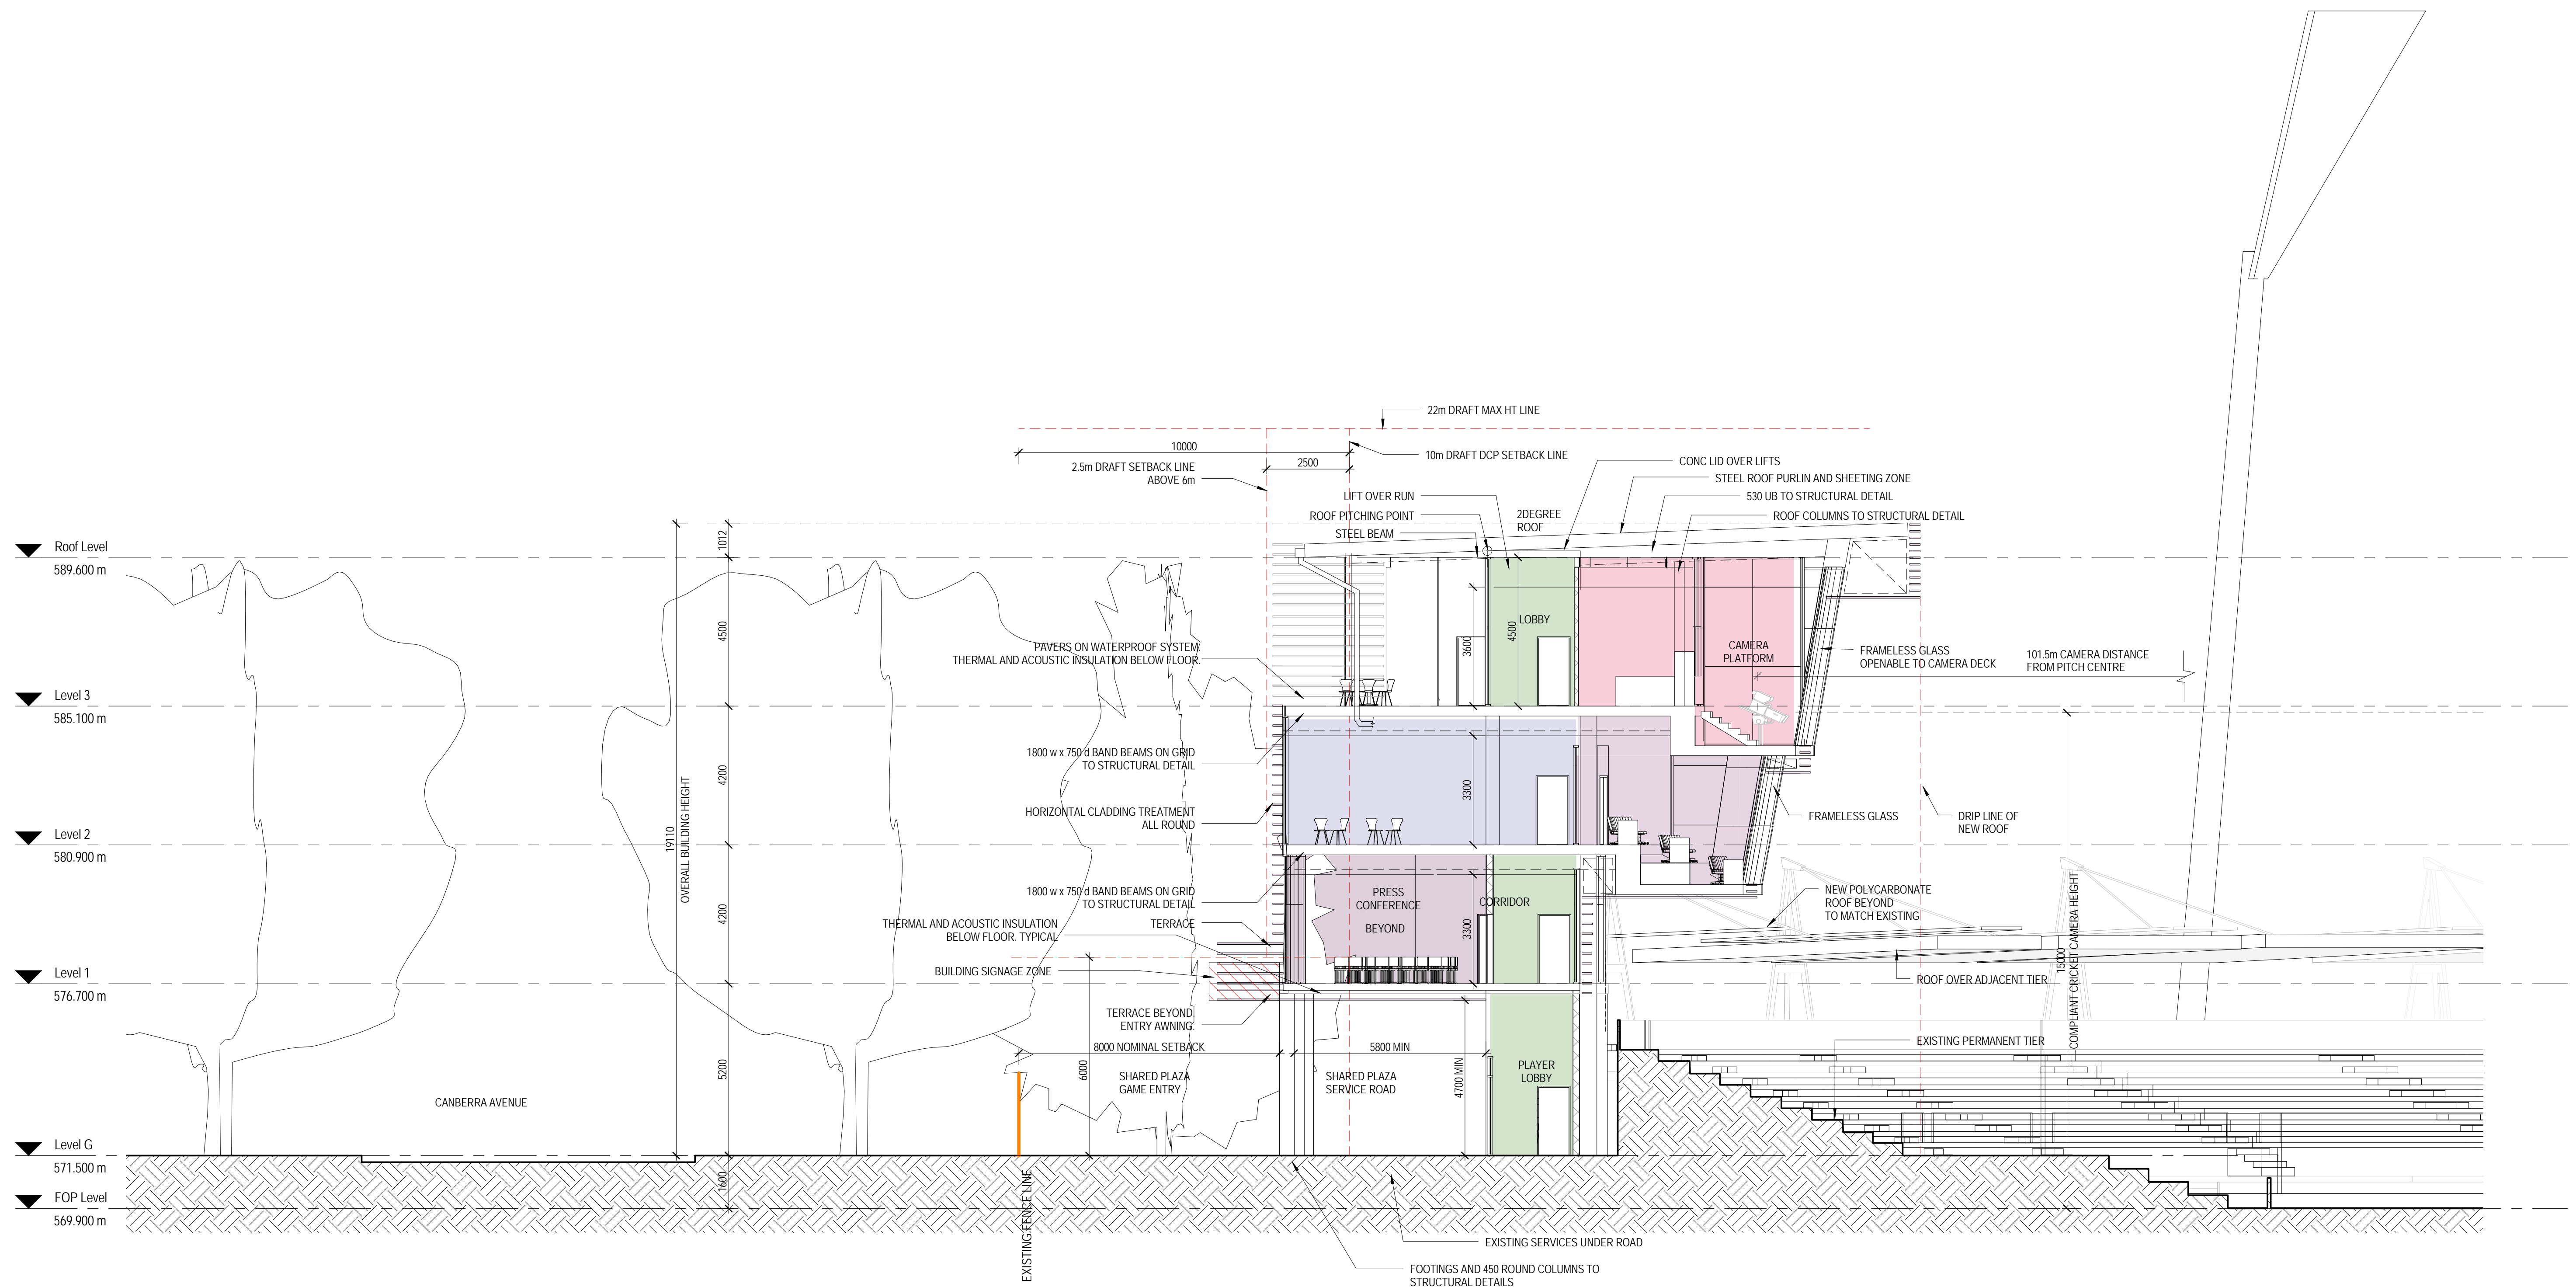 22m DRAFT MAX HT LINE
10000
10m DRAFT DCP SETBACK LINE
2.5m DRAFT SETBACK LINE
ABOVE 6m
2500
CONC LID OVER LIFTS
STEEL ROOF PURLIN AND SHEETING ZONE
LIFT OVER RUN
530 UB TO STRUCTURAL DETAIL
ROOF PITCHING POINT
2DEGREE
ROOF
ROOF COLUMNS TO STRUCTURAL DETAIL
STEEL BEAM
1012
Roof Level
589.600 m
4500
3600
4500
LOBBY
CAMERA
PLATFORM
PAVERS ON WATERPROOF SYSTEM.
THERMAL AND ACOUSTIC INSULATION BELOW FLOOR.
FRAMELESS GLASS
OPENABLE TO CAMERA DECK
101.5m CAMERA DISTANCE
FROM PITCH CENTRE
Level 3
585.100 m
1800 w x 750 d BAND BEAMS ON GRID
TO STRUCTURAL DETAIL
4200
3300
19110
OVERALL BUILDING HEIGHT
HORIZONTAL CLADDING TREATMENT
ALL ROUND
FRAMELESS GLASS
DRIP LINE OF
NEW ROOF
Level 2
580.900 m
1800 w x 750 d BAND BEAMS ON GRID
TO STRUCTURAL DETAIL
PRESS
CONFERENCE
BEYOND
CORRIDOR
NEW POLYCARBONATE
ROOF BEYOND
TO MATCH EXISTING
4200
3300
THERMAL AND ACOUSTIC INSULATION
BELOW FLOOR. TYPICAL
TERRACE
15000
COMPLIANT CRICKET CAMERA HEIGHT
BUILDING SIGNAGE ZONE
ROOF OVER ADJACENT TIER
Level 1
576.700 m
TERRACE BEYOND.
ENTRY AWNING.
8000 NOMINAL SETBACK
5800 MIN
EXISTING PERMANENT TIER
5200
6000
4700 MIN
SHARED PLAZA
GAME ENTRY
SHARED PLAZA
SERVICE ROAD
PLAYER
LOBBY
CANBERRA AVENUE
Level G
571.500 m
1600
FOP Level
569.900 m
EXISTING FENCE LINE
EXISTING SERVICES UNDER ROAD
FOOTINGS AND 450 ROUND COLUMNS TO
STRUCTURAL DETAILS